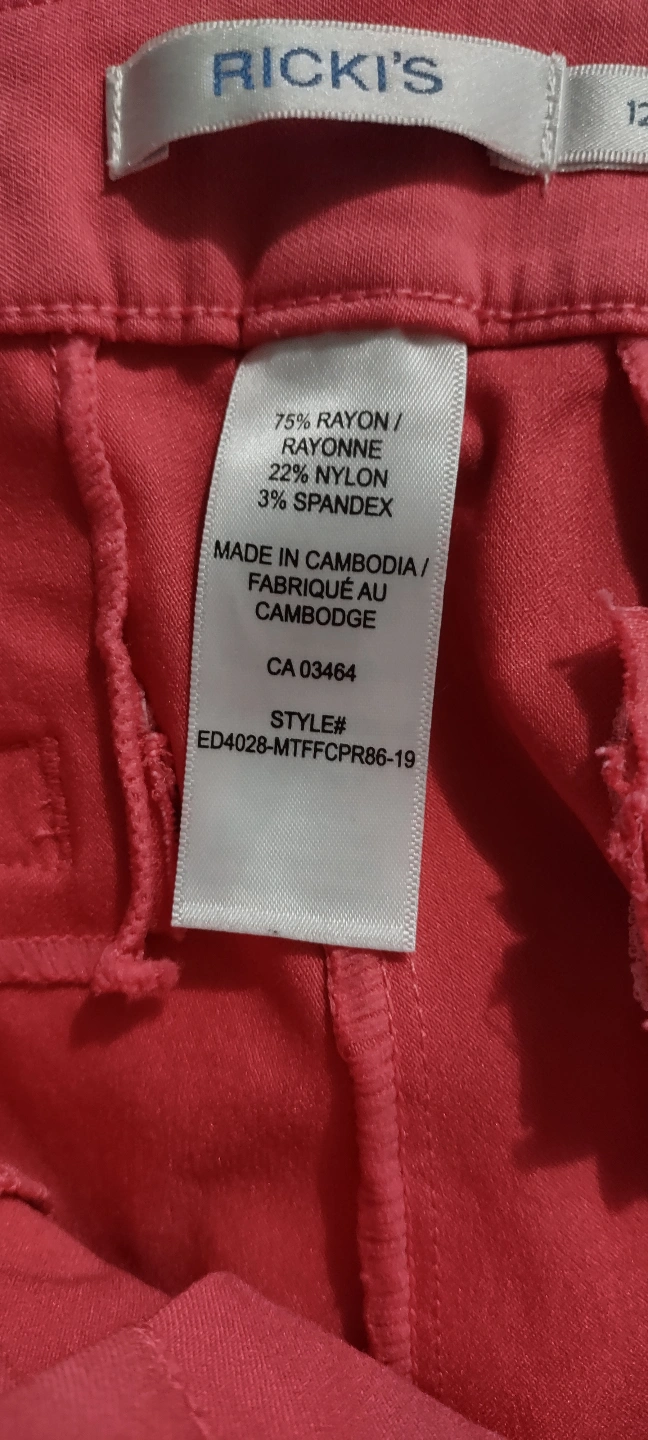 RICKI'S
12
75% RAYON /
RAYONNE
22% NYLON
3% SPANDEX
MADE IN CAMBODIA /
FABRIQUÉ AU
CAMBODGE
CA 03464
STYLE#
ED4028-MTFFCPR86-19